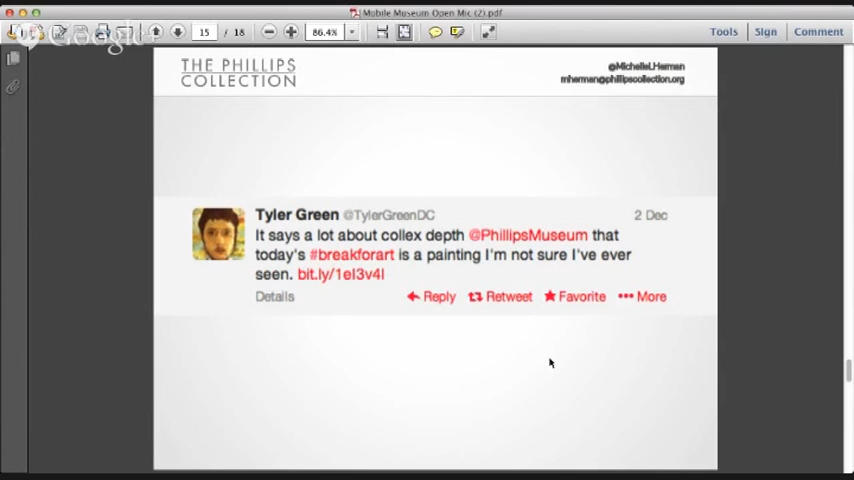 Mobile Museum Open Mic (2).pdf
Google+
15 / 18 86.4% Tools Sign Comment
THE PHILLIPS
COLLECTION
@MichelleLHerman
mherman@phillipscollection.org
Tyler Green @TylerGreenDC 2 Dec
It says a lot about collex depth @PhillipsMuseum that
today's #breakforart is a painting I'm not sure I've ever
seen. bit.ly/1eI3v4l
Details Reply Retweet Favorite More